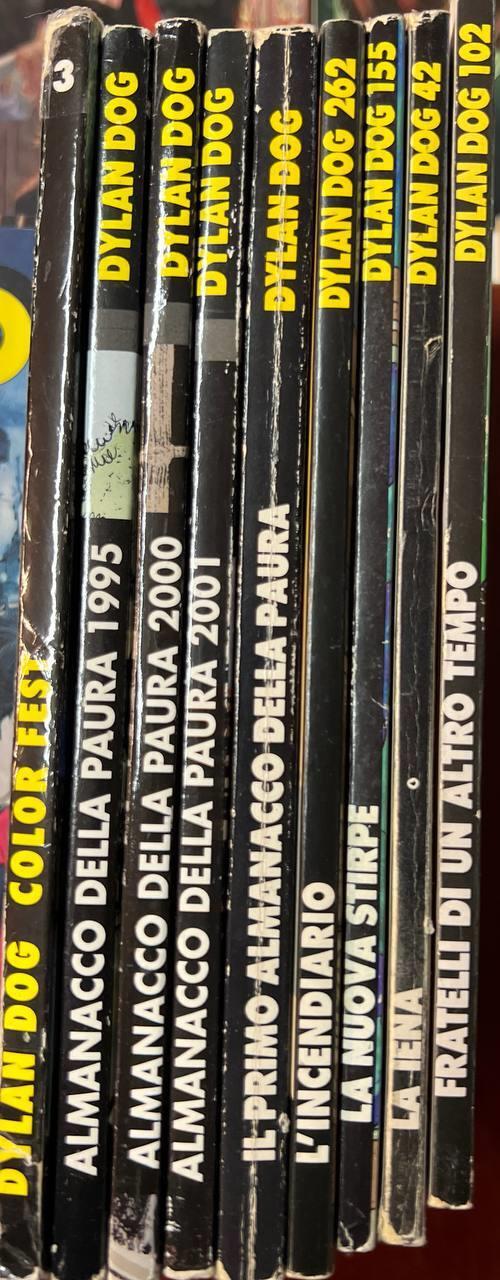 DYLAN DOG COLOR FEST 3
ALMANACCO DELLA PAURA 1995 DYLAN DOG
ALMANACCO DELLA PAURA 2000 DYLAN DOG
ALMANACCO DELLA PAURA 2001 DYLAN DOG
IL PRIMO ALMANACCO DELLA PAURA DYLAN DOG
L'INCENDIARIO DYLAN DOG 262
LA NUOVA STIRPE DYLAN DOG 155
LA IENA DYLAN DOG 42
FRATELLI DI UN ALTRO TEMPO DYLAN DOG 102